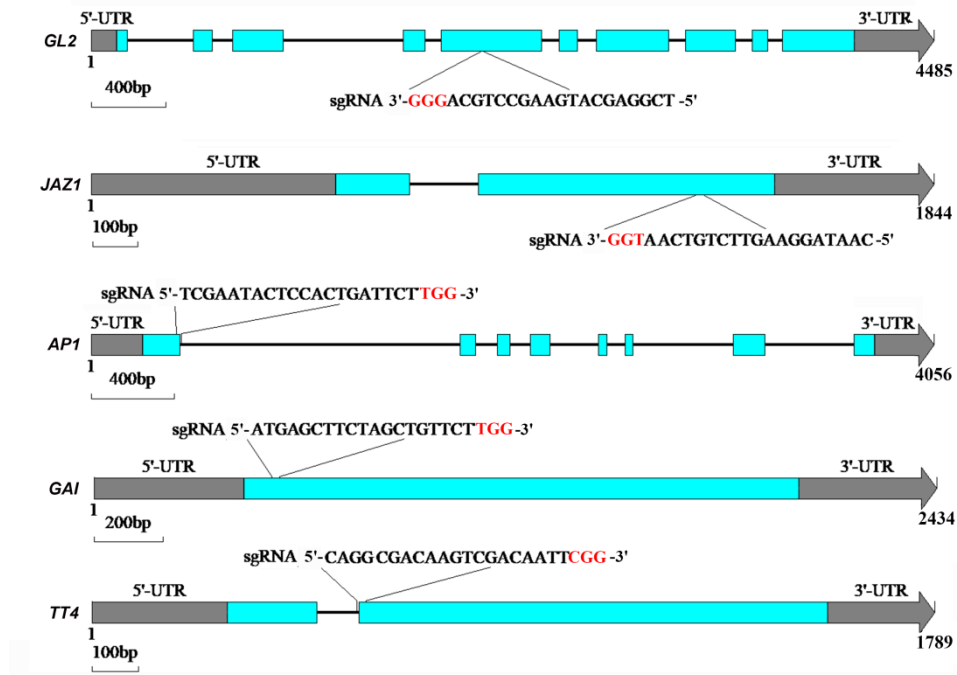 5'-UTR 3'-UTR
GL2
1 4485
400bp
sgRNA 3'-GGGACGTCCGAAGTACGAGGCT -5'
5'-UTR 3'-UTR
JAZ1
1 1844
100bp
sgRNA 3'-GGTAACTGTCTTGAAGGATAAC -5'
sgRNA 5'-TCGAATACTCCACTGATTCTTGG -3'
5'-UTR 3'-UTR
AP1
1 4056
400bp
sgRNA 5'-ATGAGCTTCTAGCTGTTCTTGG-3'
5'-UTR 3'-UTR
GAI
1 2434
200bp
sgRNA 5'-CAGGCGACAAGTCGACAATTCGG -3'
5'-UTR 3'-UTR
TT4
1 1789
100bp